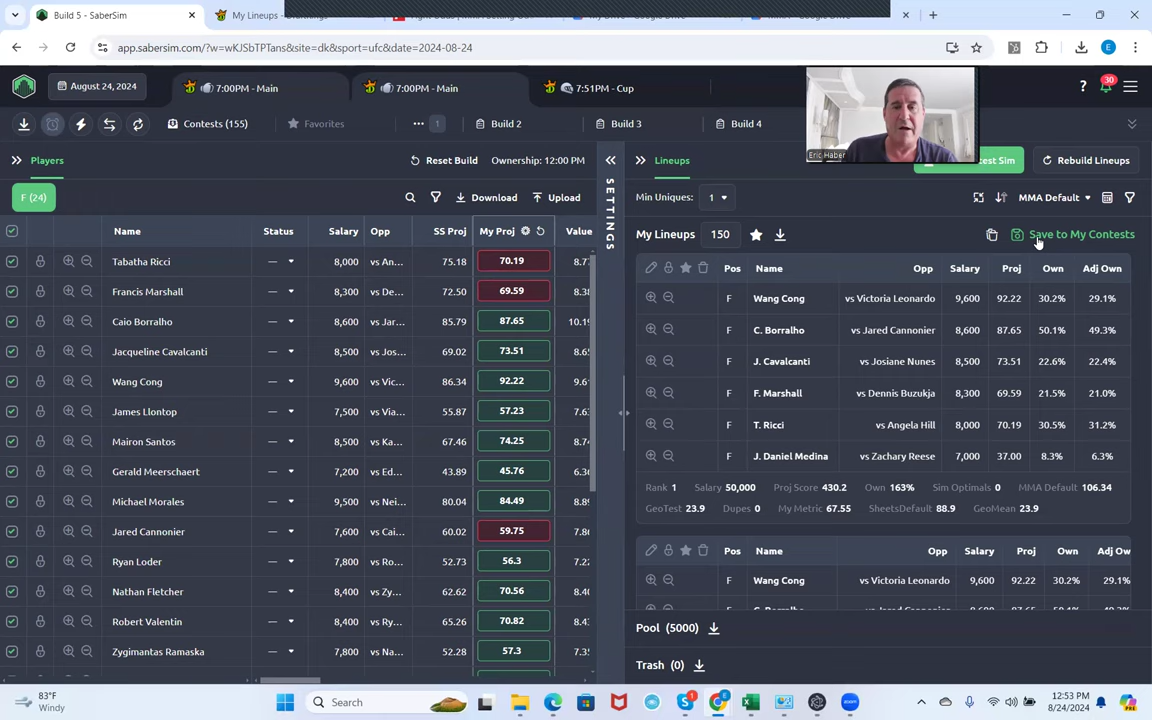 Build 5 - SaberSim
My Lineups -
app.sabersim.com/?w=wKJSbTPTans&site=dk&sport=ufc&date=2024-08-24
August 24, 2024
7:00PM - Main
7:00PM - Main
7:51PM - Cup
? 30
Contests (155)
Favorites
1
Build 2
Build 3
Build 4
Eric Haber
Players
Reset Build
Ownership: 12:00 PM
Lineups
Rebuild Lineups
SETTINGS
F (24)
Download
Upload
Min Uniques: 1
MMA Default
My Lineups 150
Save to My Contests
Name Status Salary Opp SS Proj My Proj Value
Tabatha Ricci — 8,000 vs An... 75.18 70.19
Francis Marshall — 8,300 vs De... 72.50 69.59
Caio Borralho — 8,600 vs Jar... 85.79 87.65
Jacqueline Cavalcanti — 8,500 vs Jos... 69.02 73.51
Wang Cong — 9,600 vs Vic... 86.34 92.22
James Llontop — 7,500 vs Via... 55.87 57.23
Mairon Santos — 8,500 vs Ka... 67.46 74.25
Gerald Meerschaert — 7,200 vs Ed... 43.89 45.76
Michael Morales — 9,500 vs Nei... 80.04 84.49
Jared Cannonier — 7,600 vs Cai... 60.02 59.75
Ryan Loder — 7,800 vs Ro... 52.73 56.3
Nathan Fletcher — 8,400 vs Zy... 62.62 70.56
Robert Valentin — 8,400 vs Ry... 65.26 70.82
Zygimantas Ramaska — 7,800 vs Na... 52.28 57.3
Pos Name Opp Salary Proj Own Adj Own
F Wang Cong vs Victoria Leonardo 9,600 92.22 30.2% 29.1%
F C. Borralho vs Jared Cannonier 8,600 87.65 50.1% 49.3%
F J. Cavalcanti vs Josiane Nunes 8,500 73.51 22.6% 22.4%
F F. Marshall vs Dennis Buzukja 8,300 69.59 21.5% 21.0%
F T. Ricci vs Angela Hill 8,000 70.19 30.5% 31.2%
F J. Daniel Medina vs Zachary Reese 7,000 37.00 8.3% 6.3%
Rank 1 Salary 50,000 Proj Score 430.2 Own 163% Sim Optimals 0 MMA Default 106.34
GeoTest 23.9 Dupes 0 My Metric 67.55 SheetsDefault 88.9 GeoMean 23.9
Pos Name Opp Salary Proj Own Adj Ow
F Wang Cong vs Victoria Leonardo 9,600 92.22 30.2% 29.1%
Pool (5000)
Trash (0)
83°F
Windy
Search
12:53 PM
8/24/2024